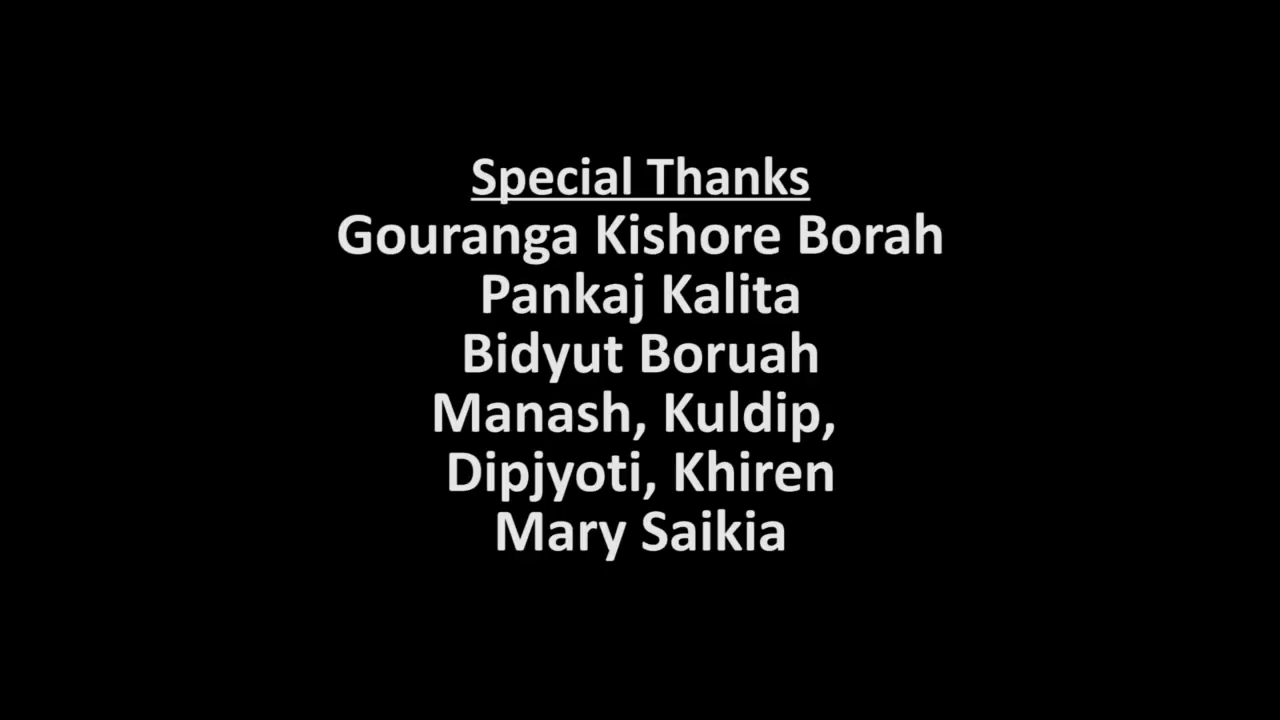 Special Thanks
Gouranga Kishore Borah
Pankaj Kalita
Bidyut Boruah
Manash, Kuldip,
Dipjyoti, Khiren
Mary Saikia